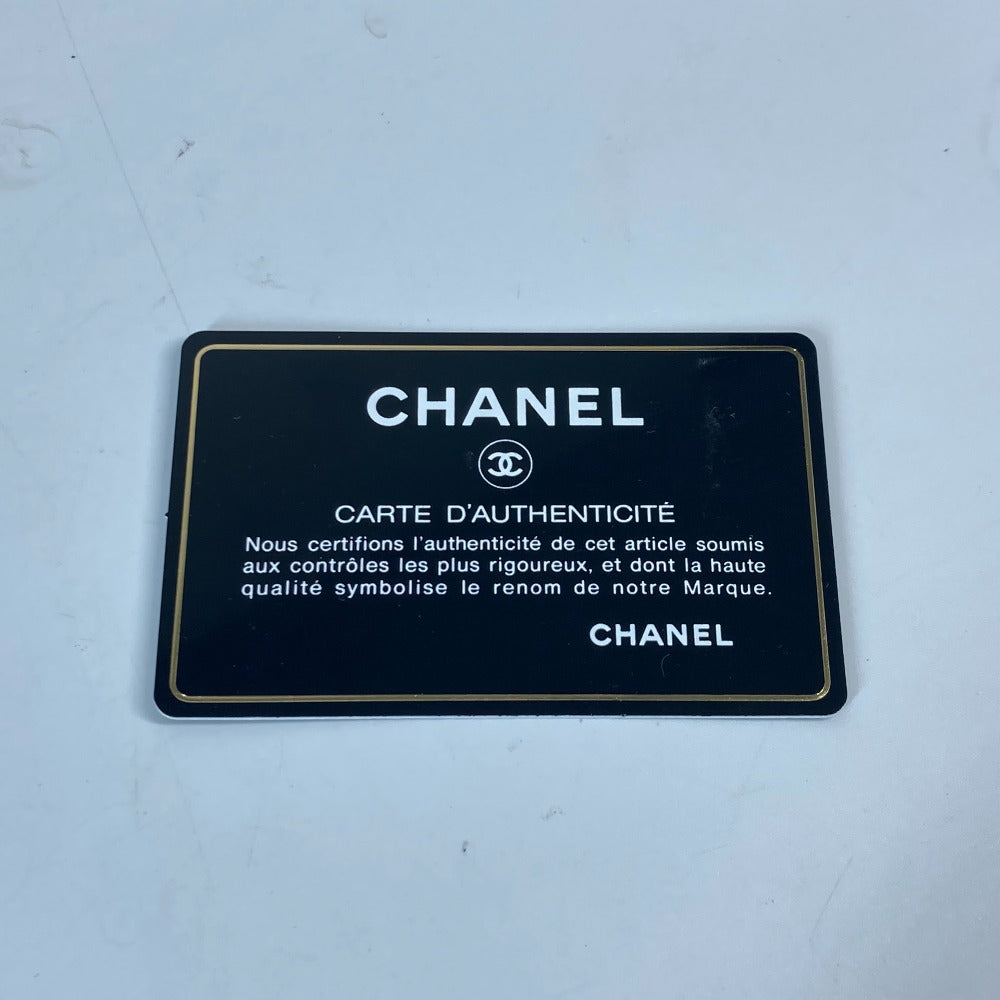 CHANEL
CARTE D'AUTHENTICITÉ
Nous certifions l'authenticité de cet article soumis
aux contrôles les plus rigoureux, et dont la haute
qualité symbolise le renom de notre Marque.
CHANEL